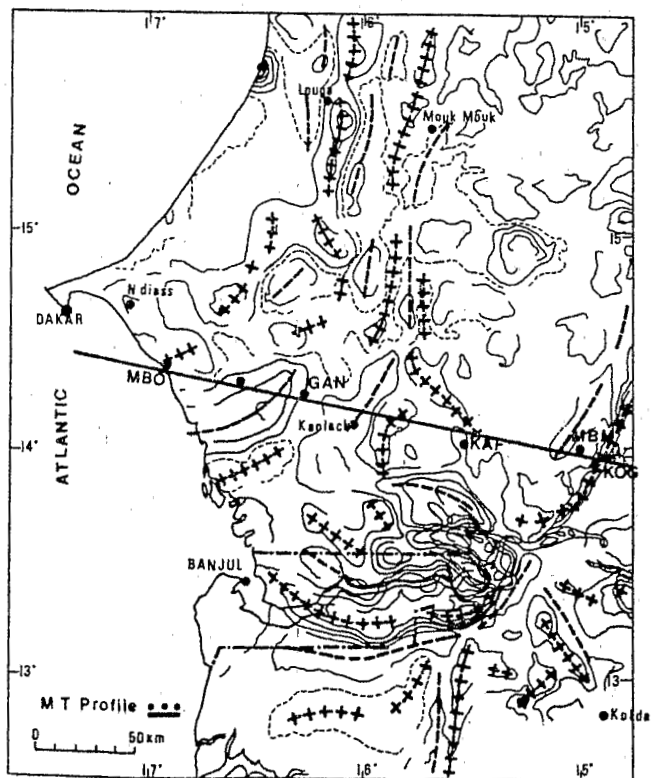 17° 16° 15°
Louga
Mouk Mouk
OCEAN
15° 15
N diass
DAKAR
MBO GAN
Kaolack
KAF MBM
14°
KOG
ATLANTIC
BANJUL
13° 13
MT Profile
Kolda
0 50km
17° 16° 15°